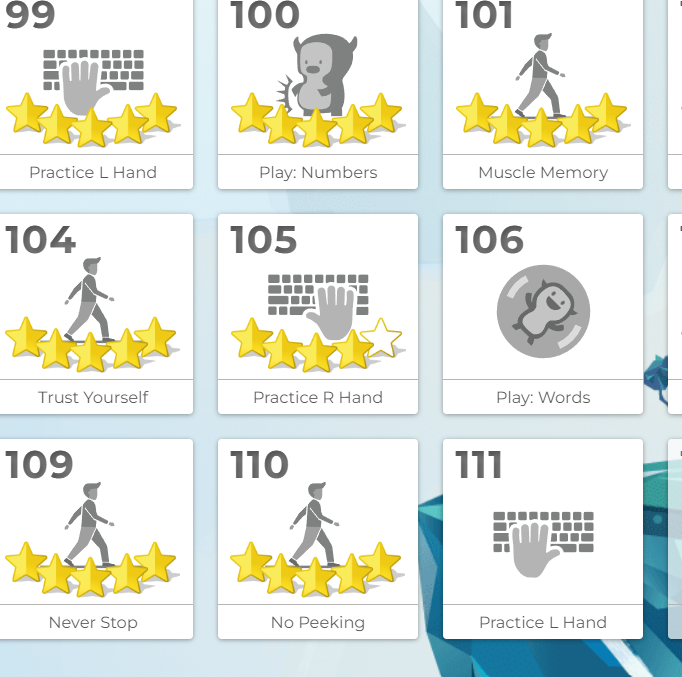 99
100
101
Practice L Hand
Play: Numbers
Muscle Memory
104
105
106
Trust Yourself
Practice R Hand
Play: Words
109
110
111
Never Stop
No Peeking
Practice L Hand